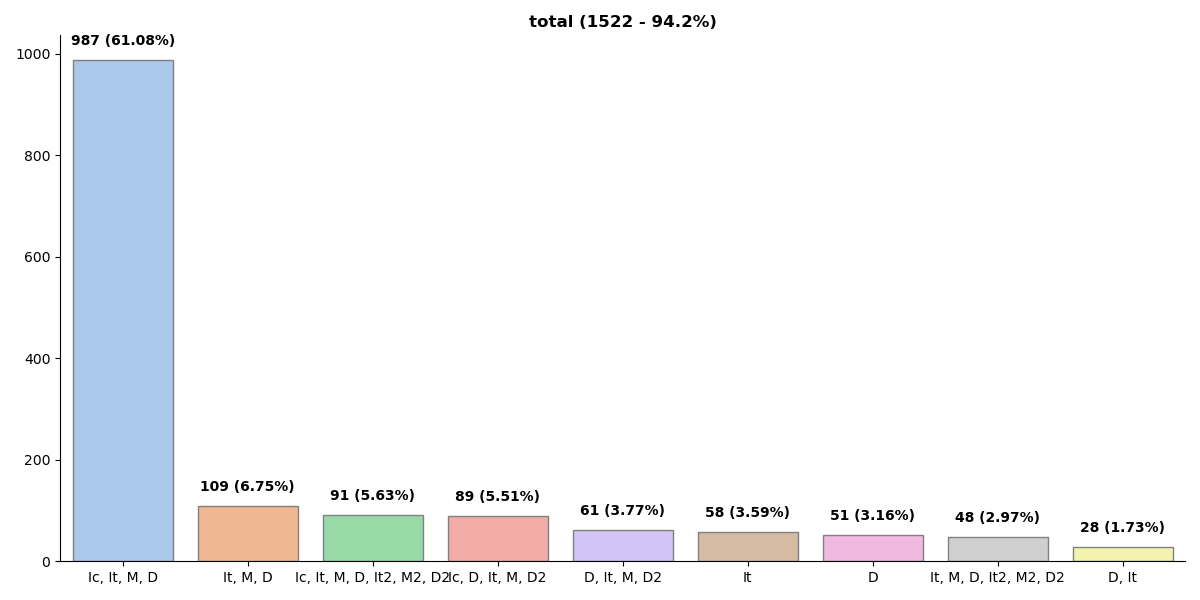 total (1522 - 94.2%)
987 (61.08%)
109 (6.75%)
91 (5.63%)
89 (5.51%)
61 (3.77%)
58 (3.59%)
51 (3.16%)
48 (2.97%)
28 (1.73%)
1000
800
600
400
200
0
Ic, It, M, D
It, M, D
Ic, It, M, D, It2, M2, D2
Ic, D, It, M, D2
D, It, M, D2
It
D
It, M, D, It2, M2, D2
D, It